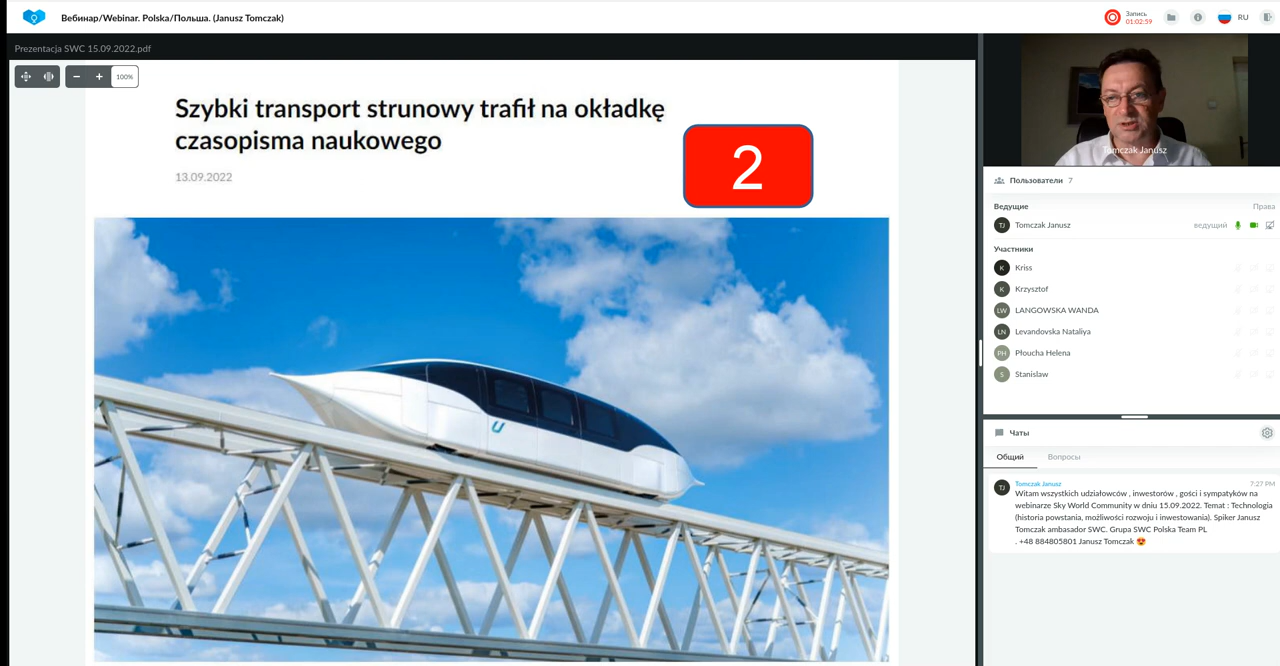 Вебинар/Webinar. Polska/Польша. (Janusz Tomczak)
Запись
01:02:59
RU
Prezentacja SWC 15.09.2022.pdf
100%
Szybki transport strunowy trafił na okładkę
czasopisma naukowego
13.09.2022
2
U
Tomczak Janusz
Пользователи 7
Ведущие Права
TJ Tomczak Janusz ведущий
Участники
K Kriss
K Krzysztof
LW LANGOWSKA WANDA
LN Levandovska Nataliya
PH Płoucha Helena
S Stanislaw
Чаты
Общий Вопросы
TJ Tomczak Janusz 7:27 PM
Witam wszystkich udziałowców , inwestorów , gości i sympatyków na
webinarze Sky World Community w dniu 15.09.2022. Temat : Technologia
(historia powstania, możliwości rozwoju i inwestowania). Spiker Janusz
Tomczak ambasador SWC. Grupa SWC Polska Team PL
. +48 884805801 Janusz Tomczak 😍